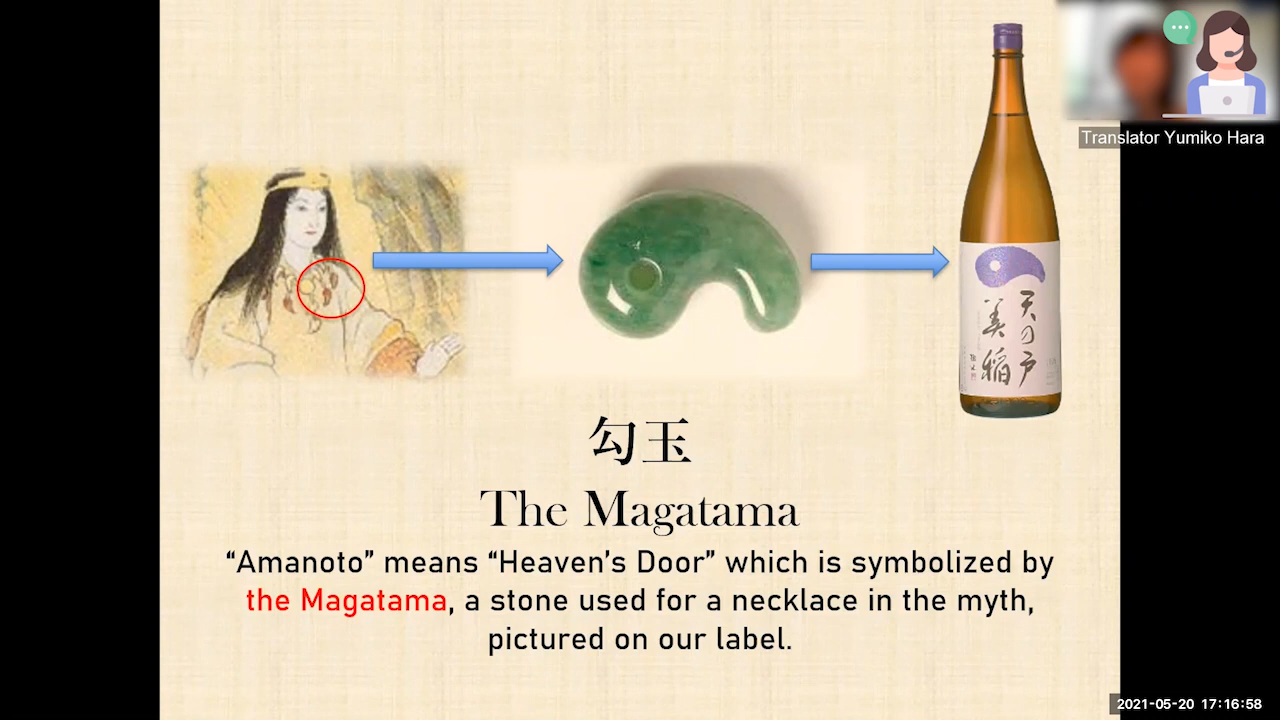 Translator Yumiko Hara
天の戸
美稲
勾玉
The Magatama
“Amanoto” means “Heaven’s Door” which is symbolized by
the Magatama, a stone used for a necklace in the myth,
pictured on our label.
2021-05-20 17:16:58